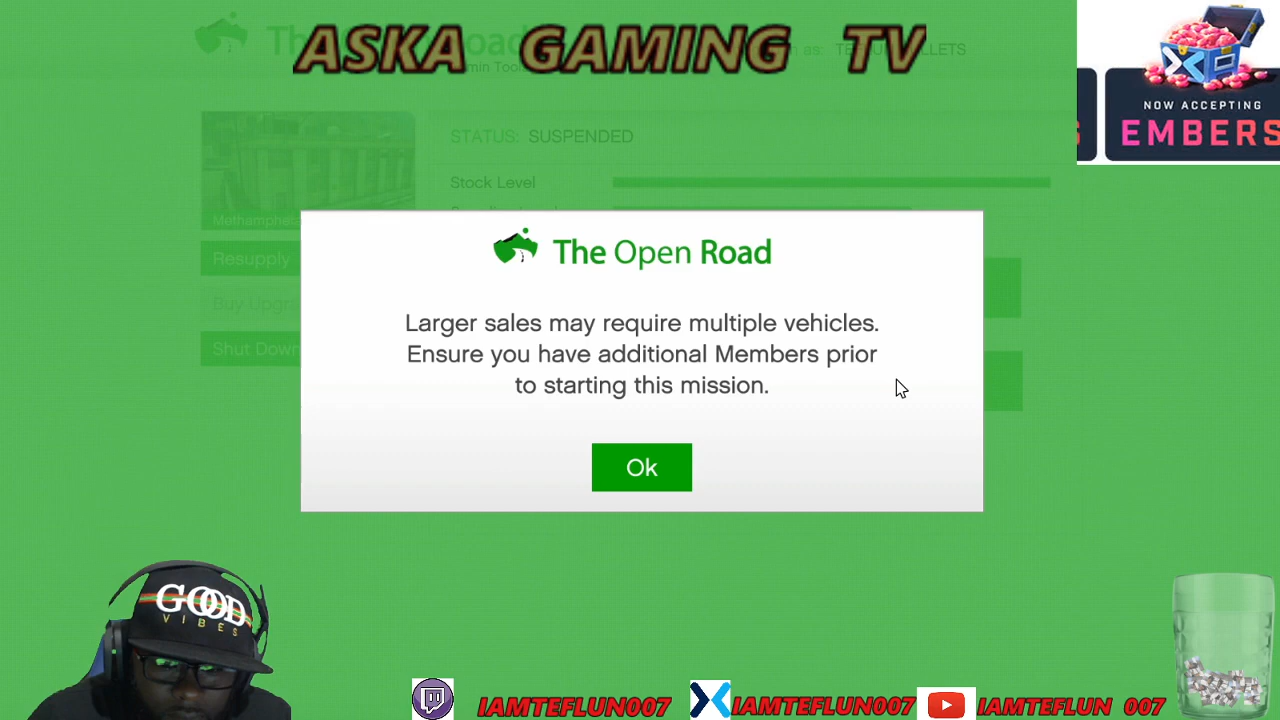 ASKA GAMING TV
NOW ACCEPTING
EMBERS
STATUS: SUSPENDED
Stock Level
Resupply
Shut Down
The Open Road
Larger sales may require multiple vehicles.
Ensure you have additional Members prior
to starting this mission.
Ok
GOOD
VIBES
IAMTEFLUN007
IAMTEFLUN007
IAMTEFLUN 007